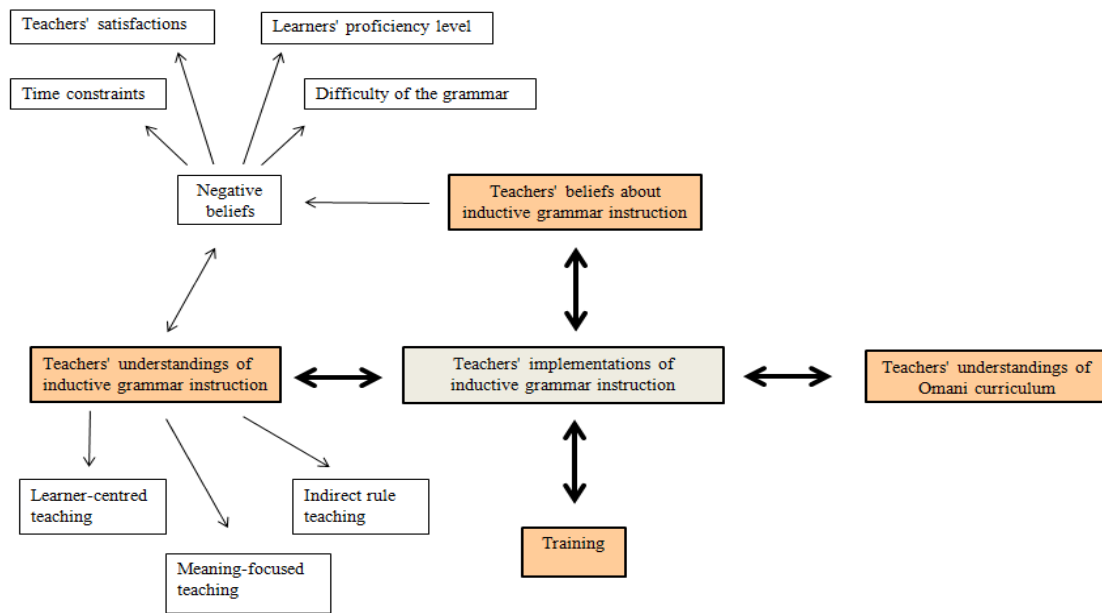 Teachers' satisfactions
Learners' proficiency level
Time constraints
Difficulty of the grammar
Negative
beliefs
Teachers' beliefs about
inductive grammar instruction
Teachers' understandings of
inductive grammar instruction
Teachers' implementations of
inductive grammar instruction
Teachers' understandings of
Omani curriculum
Learner-centred
teaching
Indirect rule
teaching
Meaning-focused
teaching
Training